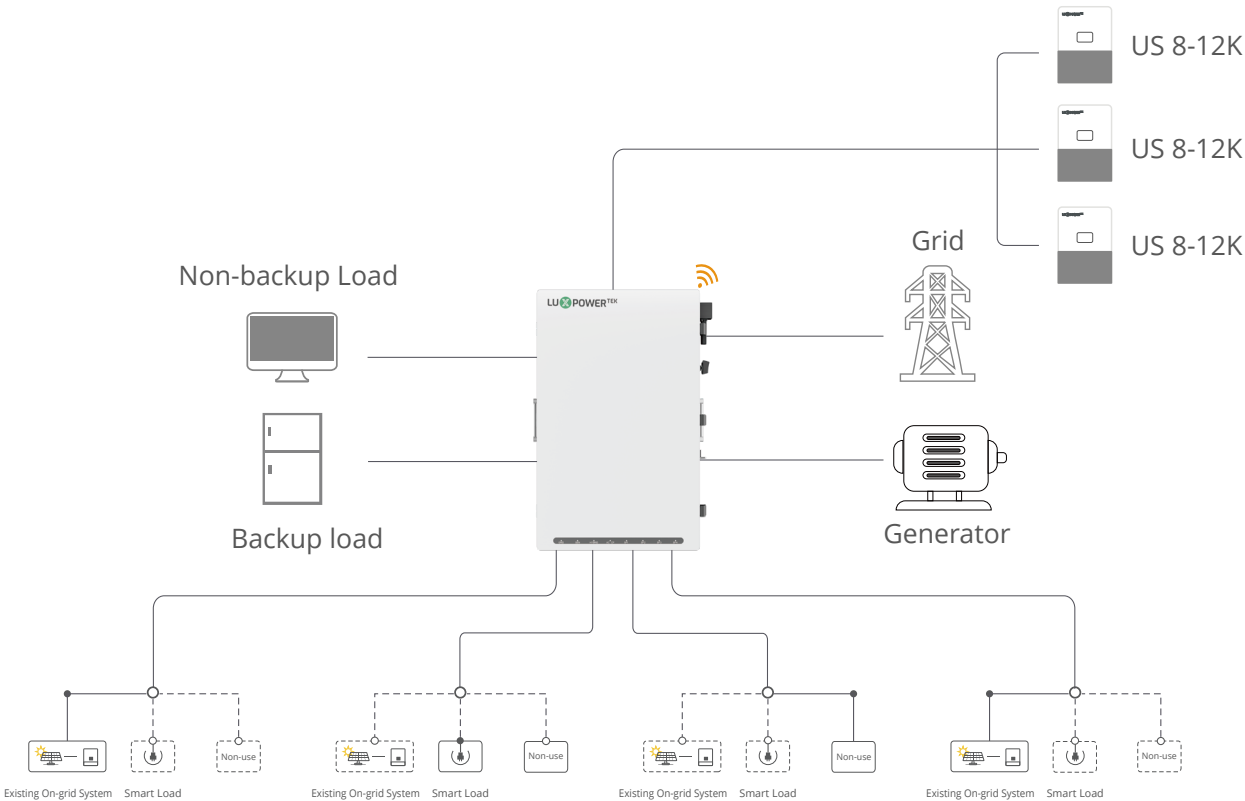 US 8-12K
US 8-12K
US 8-12K
Grid
Non-backup Load
LUXPOWERTEK
Backup load
Generator
Non-use
Non-use
Non-use
Non-use
Existing On-grid System Smart Load
Existing On-grid System Smart Load
Existing On-grid System Smart Load
Existing On-grid System Smart Load